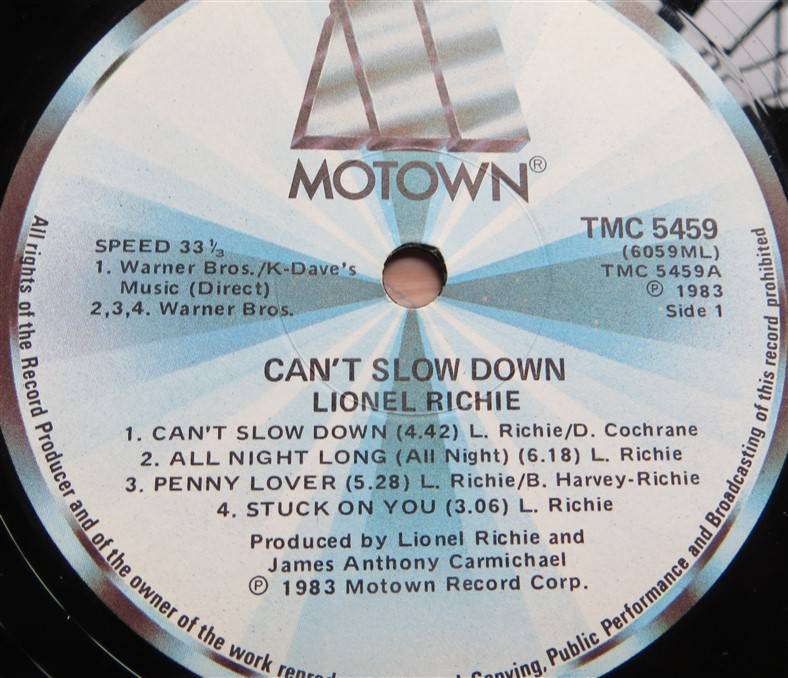 MOTOWN®
SPEED 33 ⅓
1. Warner Bros./K-Dave's
Music (Direct)
2,3,4. Warner Bros.
TMC 5459
(6059ML)
TMC 5459A
℗ 1983
Side 1
CAN'T SLOW DOWN
LIONEL RICHIE
1. CAN'T SLOW DOWN (4.42) L. Richie/D. Cochrane
2. ALL NIGHT LONG (All Night) (6.18) L. Richie
3. PENNY LOVER (5.28) L. Richie/B. Harvey-Richie
4. STUCK ON YOU (3.06) L. Richie
Produced by Lionel Richie and
James Anthony Carmichael
℗ 1983 Motown Record Corp.
All rights of the Record Producer and of the owner of the work Copying, Public Performance and Broadcasting of this record prohibited